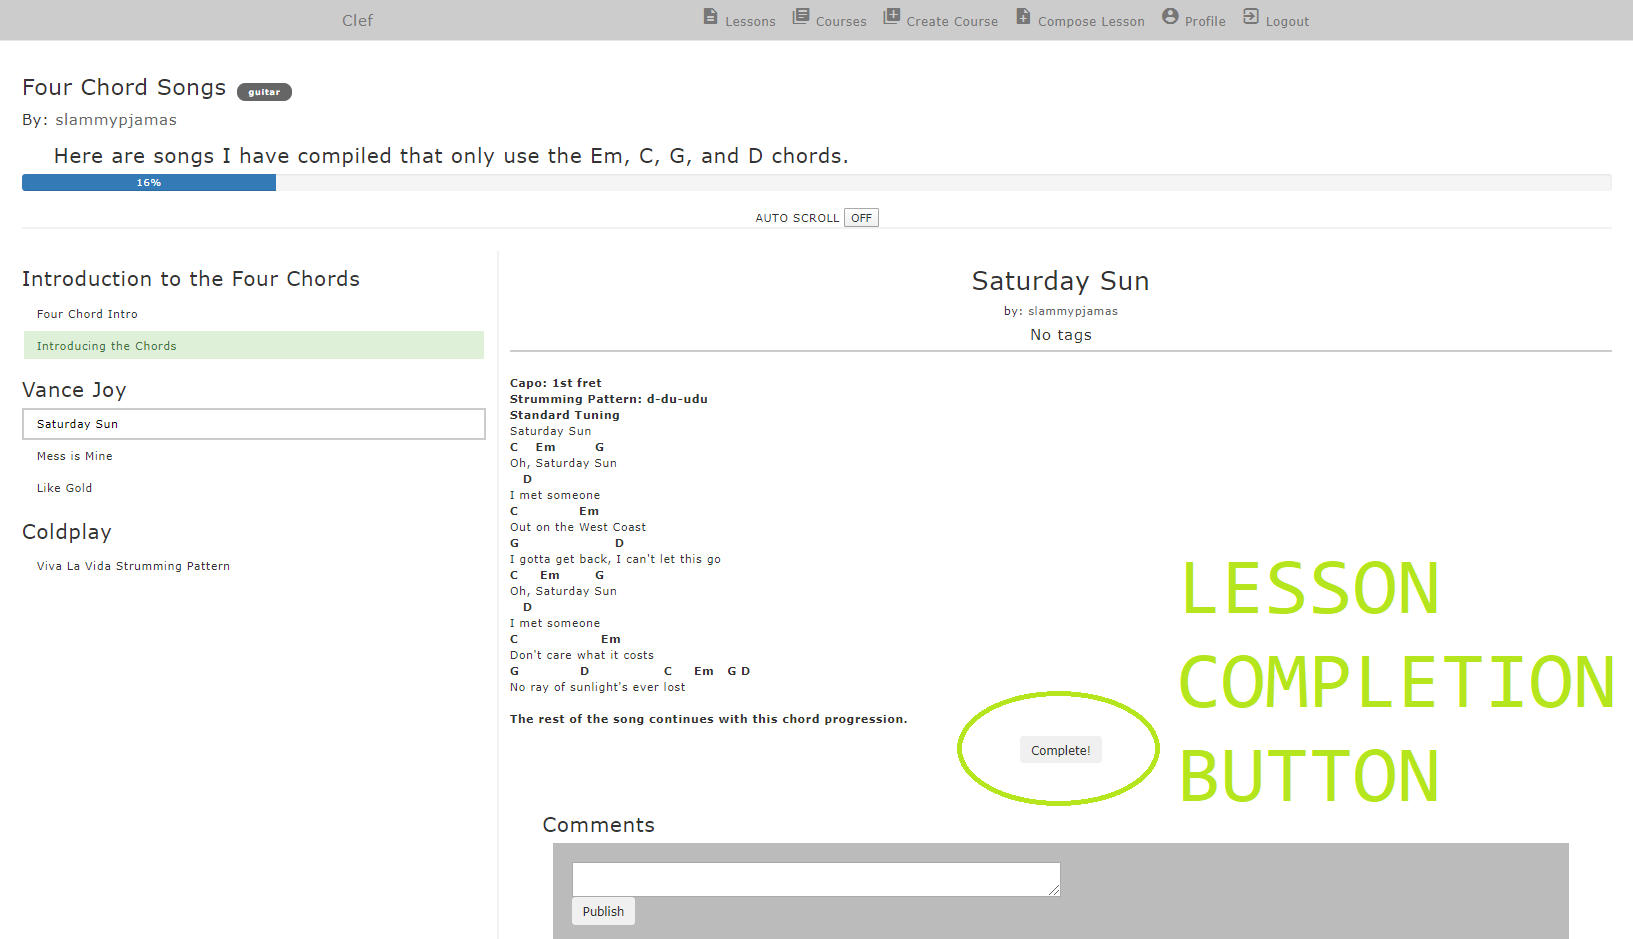 Clef Lessons Courses Create Course Compose Lesson Profile Logout
Four Chord Songs guitar
By: slammypjamas
Here are songs I have compiled that only use the Em, C, G, and D chords.
16%
AUTO SCROLL OFF
Introduction to the Four Chords
Four Chord Intro
Introducing the Chords
Vance Joy
Saturday Sun
Mess is Mine
Like Gold
Coldplay
Viva La Vida Strumming Pattern
Saturday Sun
by: slammypjamas
No tags
Capo: 1st fret
Strumming Pattern: d-du-udu
Standard Tuning
Saturday Sun
C Em G
Oh, Saturday Sun
D
I met someone
C Em
Out on the West Coast
G D
I gotta get back, I can't let this go
C Em G
Oh, Saturday Sun
D
I met someone
C Em
Don't care what it costs
G D C Em G D
No ray of sunlight's ever lost
The rest of the song continues with this chord progression.
Complete!
LESSON
COMPLETION
BUTTON
Comments
Publish